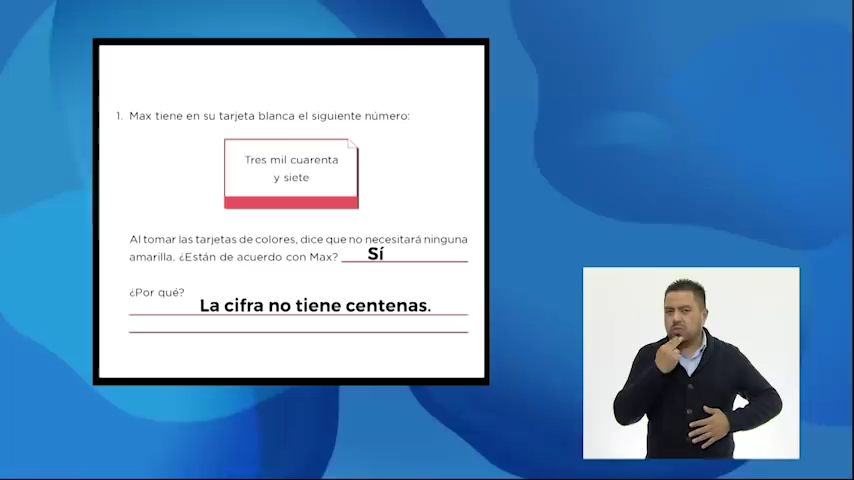 1. Max tiene en su tarjeta blanca el siguiente número:
Tres mil cuarenta
y siete
Al tomar las tarjetas de colores, dice que no necesitará ninguna
amarilla. ¿Están de acuerdo con Max? Sí
¿Por qué?
La cifra no tiene centenas.